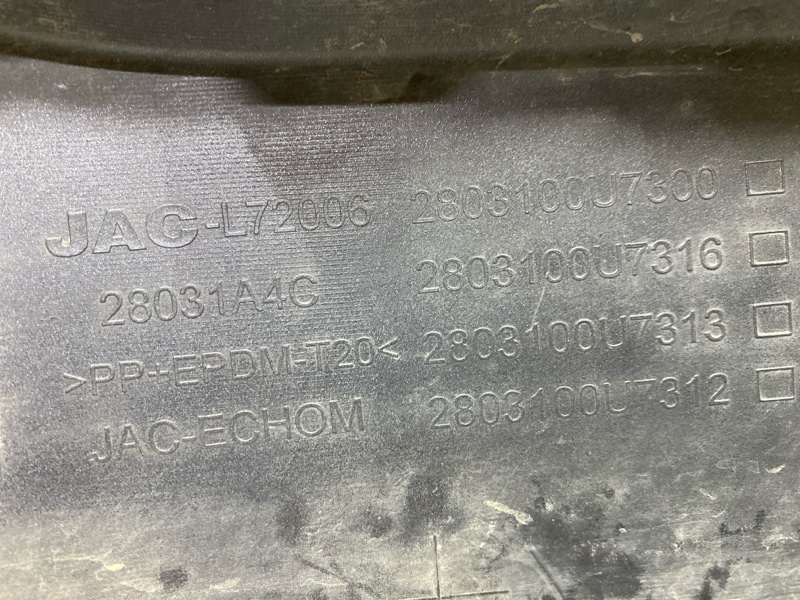 JAC-L72006 2803100U7300
28031A4C 2803100U7316
>PP+EPDM-T20< 2803100U7313
JAC-ECHOM 2803100U7312